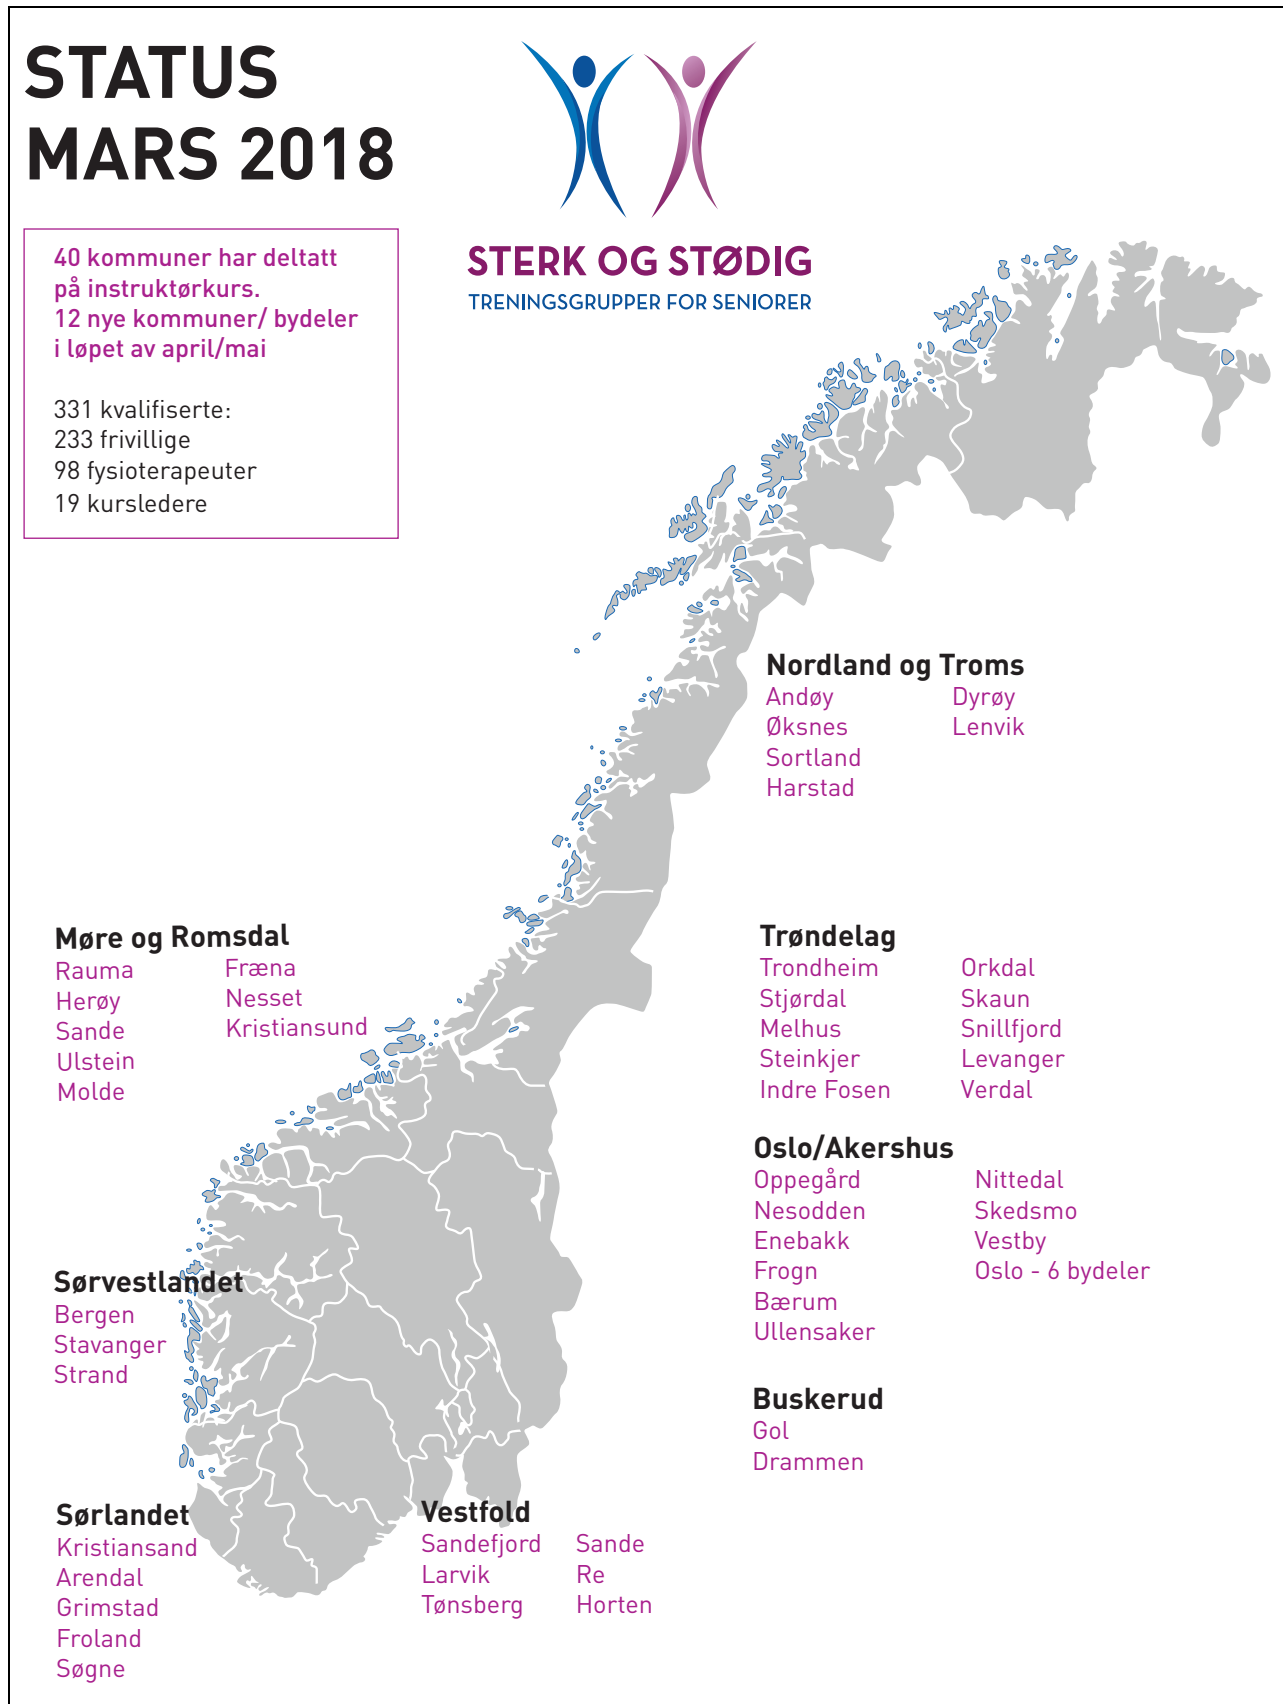 STATUS
MARS 2018
40 kommuner har deltatt
på instruktørkurs.
12 nye kommuner/ bydeler
i løpet av april/mai
331 kvalifiserte:
233 frivillige
98 fysioterapeuter
19 kursledere
STERK OG STØDIG
TRENINGSGRUPPER FOR SENIORER
Nordland og Troms
Andøy
Øksnes
Sortland
Harstad
Dyrøy
Lenvik
Møre og Romsdal
Rauma
Herøy
Sande
Ulstein
Molde
Fræna
Nesset
Kristiansund
Trøndelag
Trondheim
Stjørdal
Melhus
Steinkjer
Indre Fosen
Orkdal
Skaun
Snillfjord
Levanger
Verdal
Oslo/Akershus
Oppegård
Nesodden
Enebakk
Frogn
Bærum
Ullensaker
Nittedal
Skedsmo
Vestby
Oslo - 6 bydeler
Sørvestlandet
Bergen
Stavanger
Strand
Buskerud
Gol
Drammen
Sørlandet
Kristiansand
Arendal
Grimstad
Froland
Søgne
Vestfold
Sandefjord
Larvik
Tønsberg
Sande
Re
Horten